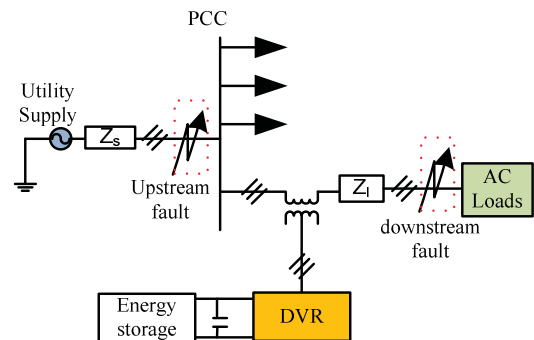 PCC
Utility
Supply
Zs
Upstream
fault
Zl
AC
Loads
downstream
fault
Energy
storage
DVR